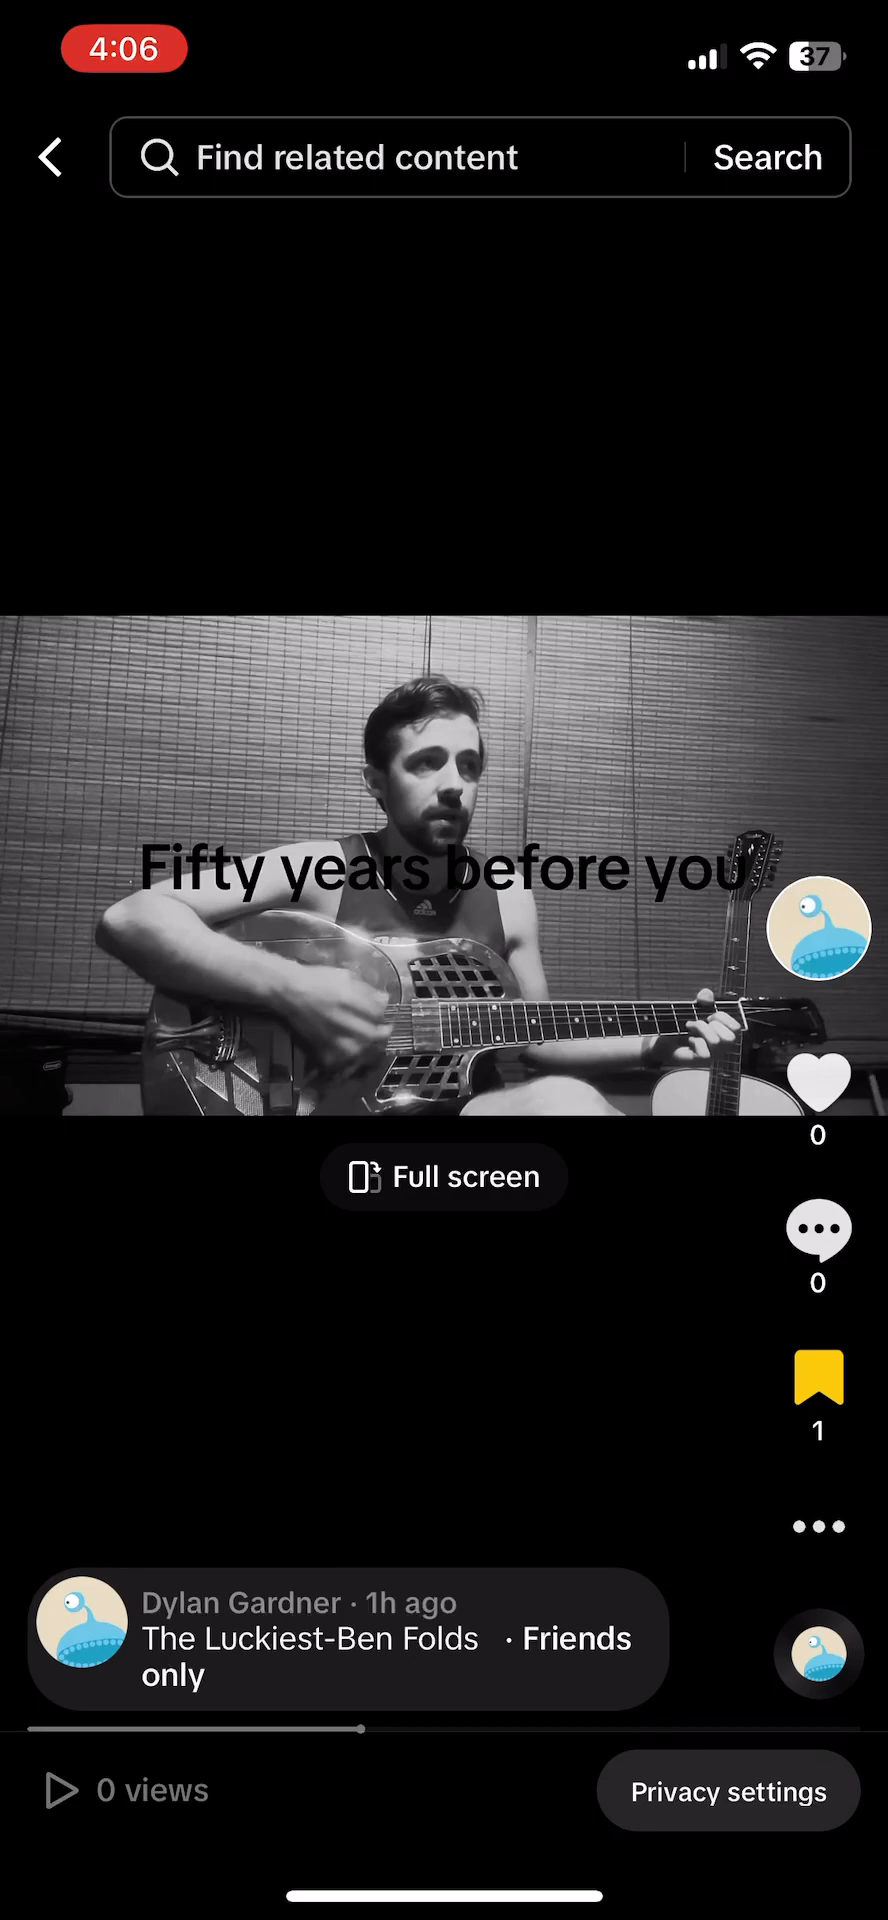 4:06
37
Find related content
Search
Fifty years before you
adidas
0
Full screen
0
1
Dylan Gardner · 1h ago
The Luckiest-Ben Folds · Friends
only
0 views
Privacy settings